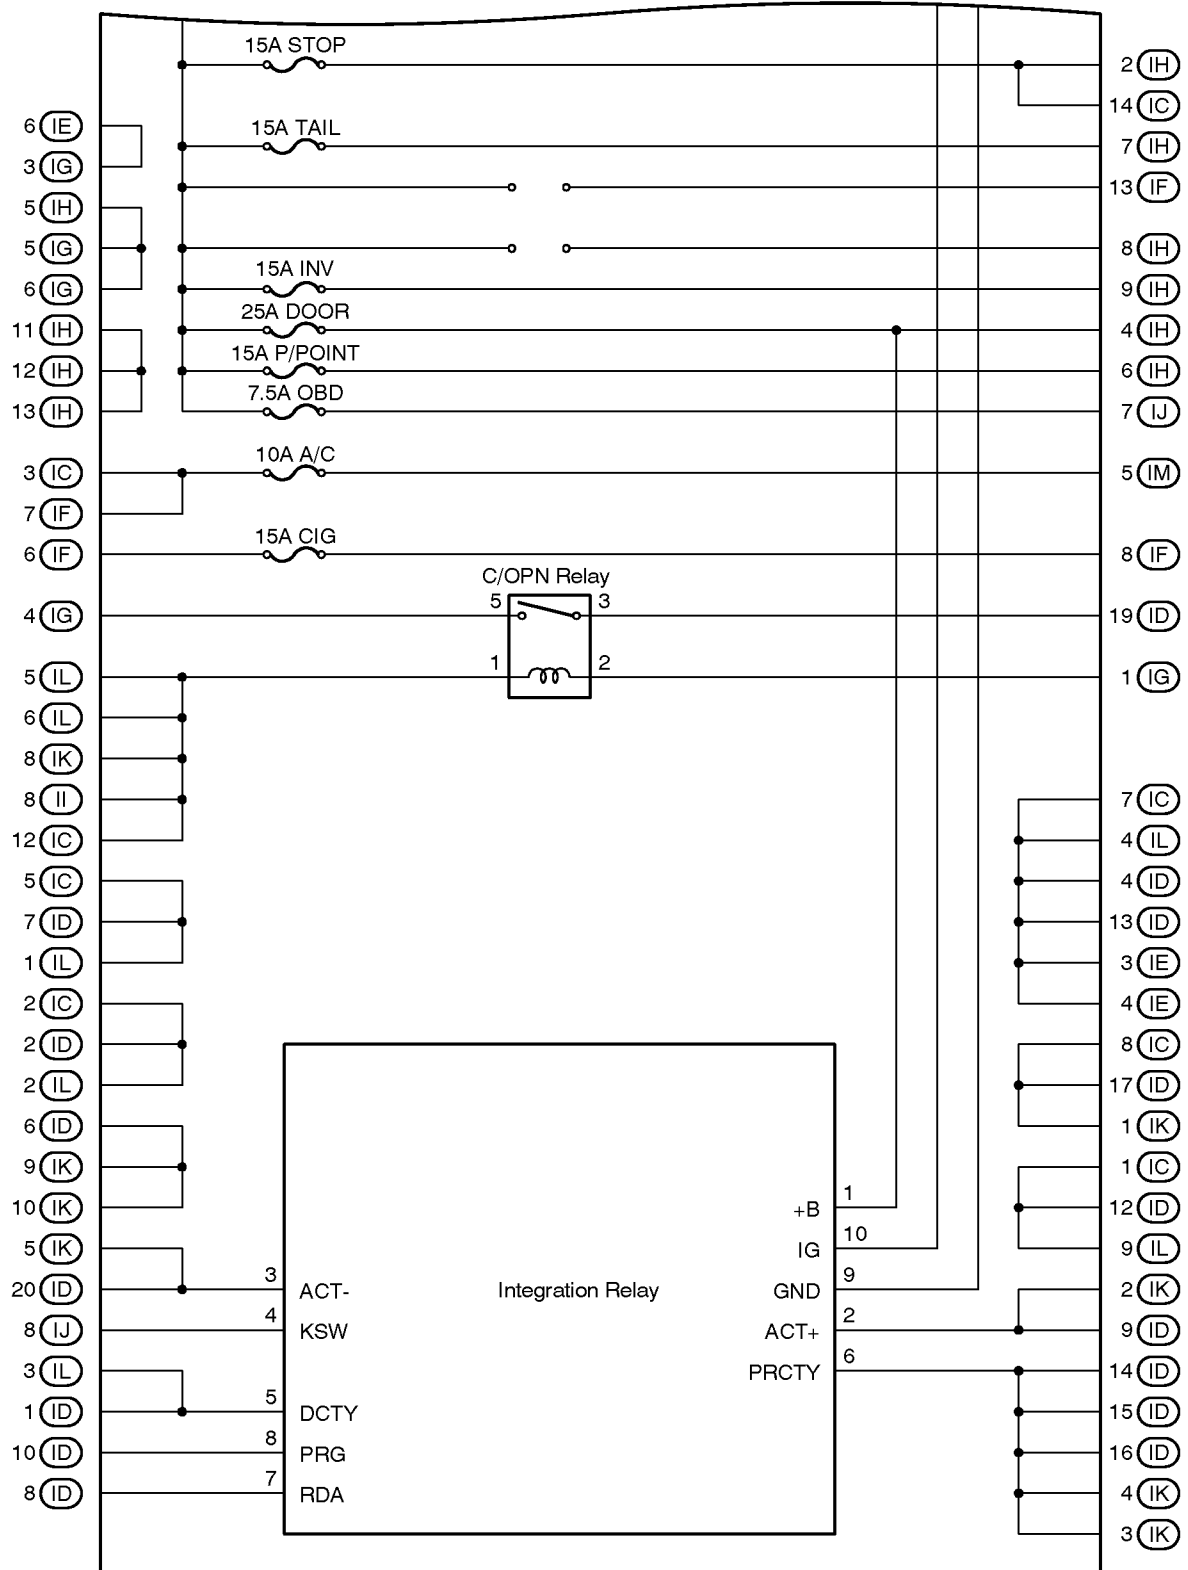 15A STOP
2 IH
14 IC
6 IE
15A TAIL
7 IH
3 IG
13 IF
5 IH
5 IG
8 IH
15A INV
6 IG
9 IH
25A DOOR
11 IH
4 IH
15A P/POINT
12 IH
6 IH
7.5A OBD
13 IH
7 IJ
10A A/C
3 IC
5 IM
7 IF
15A CIG
6 IF
8 IF
C/OPN Relay
5 3
4 IG
19 ID
1 2
5 IL
1 IG
6 IL
8 IK
8 II
7 IC
12 IC
4 IL
5 IC
4 ID
7 ID
13 ID
1 IL
3 IE
2 IC
4 IE
2 ID
8 IC
2 IL
17 ID
6 ID
1 IK
9 IK
1 IC
10 IK
+B 1
12 ID
5 IK
IG 10
9 IL
20 ID
3 ACT-
Integration Relay
GND 9
2 IK
8 IJ
4 KSW
ACT+ 2
9 ID
3 IL
PRCTY 6
14 ID
1 ID
5 DCTY
15 ID
10 ID
8 PRG
16 ID
8 ID
7 RDA
4 IK
3 IK